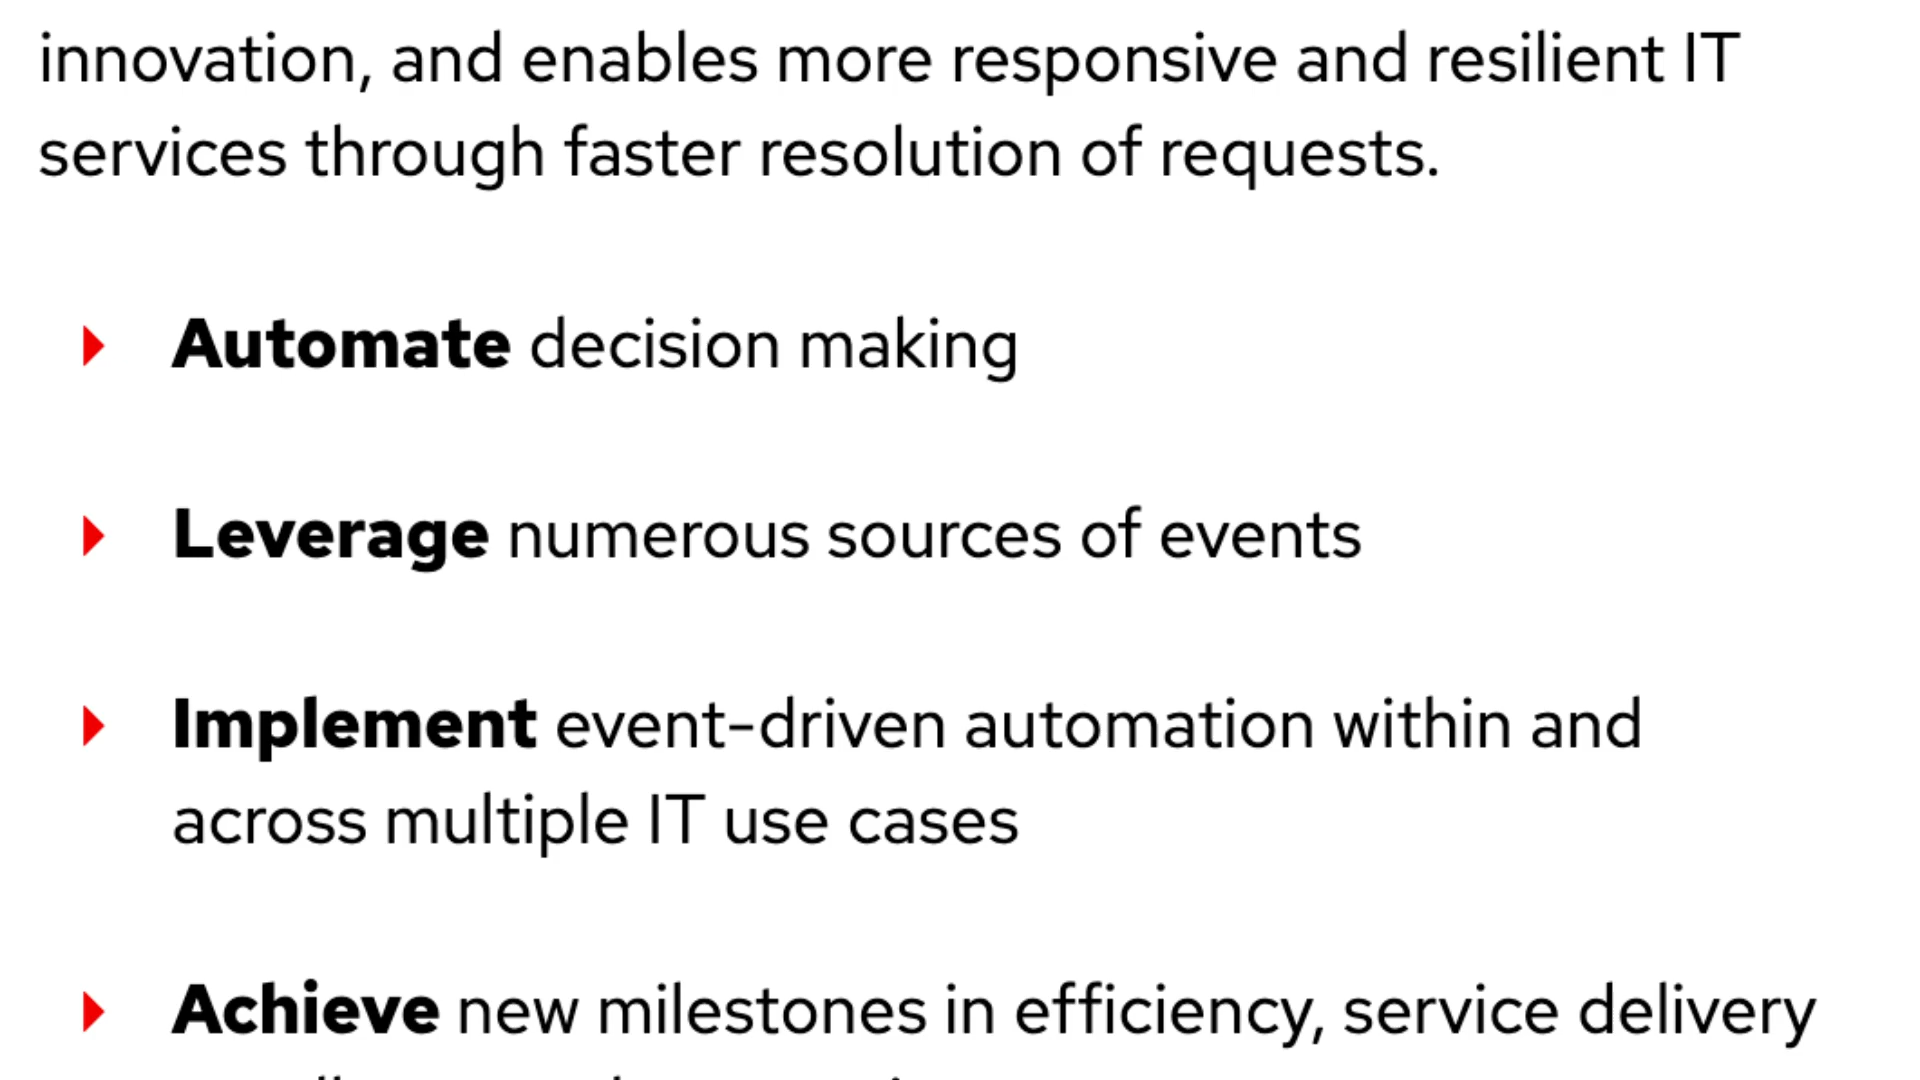 innovation, and enables more responsive and resilient IT
services through faster resolution of requests.
Automate decision making
Leverage numerous sources of events
Implement event-driven automation within and
across multiple IT use cases
Achieve new milestones in efficiency, service delivery